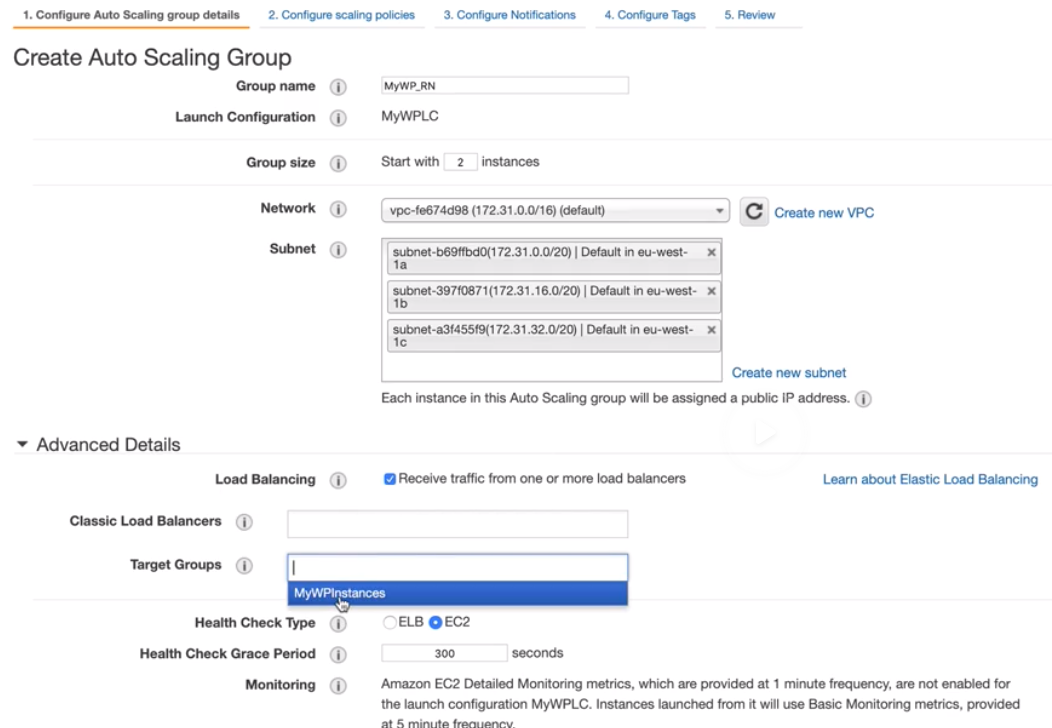 1. Configure Auto Scaling group details 2. Configure scaling policies 3. Configure Notifications 4. Configure Tags 5. Review
Create Auto Scaling Group
Group name MyWP_RN
Launch Configuration MyWPLC
Group size Start with 2 instances
Network vpc-fe674d98 (172.31.0.0/16) (default) Create new VPC
Subnet subnet-b69ffbd0(172.31.0.0/20) | Default in eu-west-
1a
subnet-397f0871(172.31.16.0/20) | Default in eu-west-
1b
subnet-a3f455f9(172.31.32.0/20) | Default in eu-west-
1c
Create new subnet
Each instance in this Auto Scaling group will be assigned a public IP address.
Advanced Details
Load Balancing Receive traffic from one or more load balancers Learn about Elastic Load Balancing
Classic Load Balancers
Target Groups
MyWPInstances
Health Check Type ELB EC2
Health Check Grace Period 300 seconds
Monitoring Amazon EC2 Detailed Monitoring metrics, which are provided at 1 minute frequency, are not enabled for
the launch configuration MyWPLC. Instances launched from it will use Basic Monitoring metrics, provided
at 5 minute frequency.